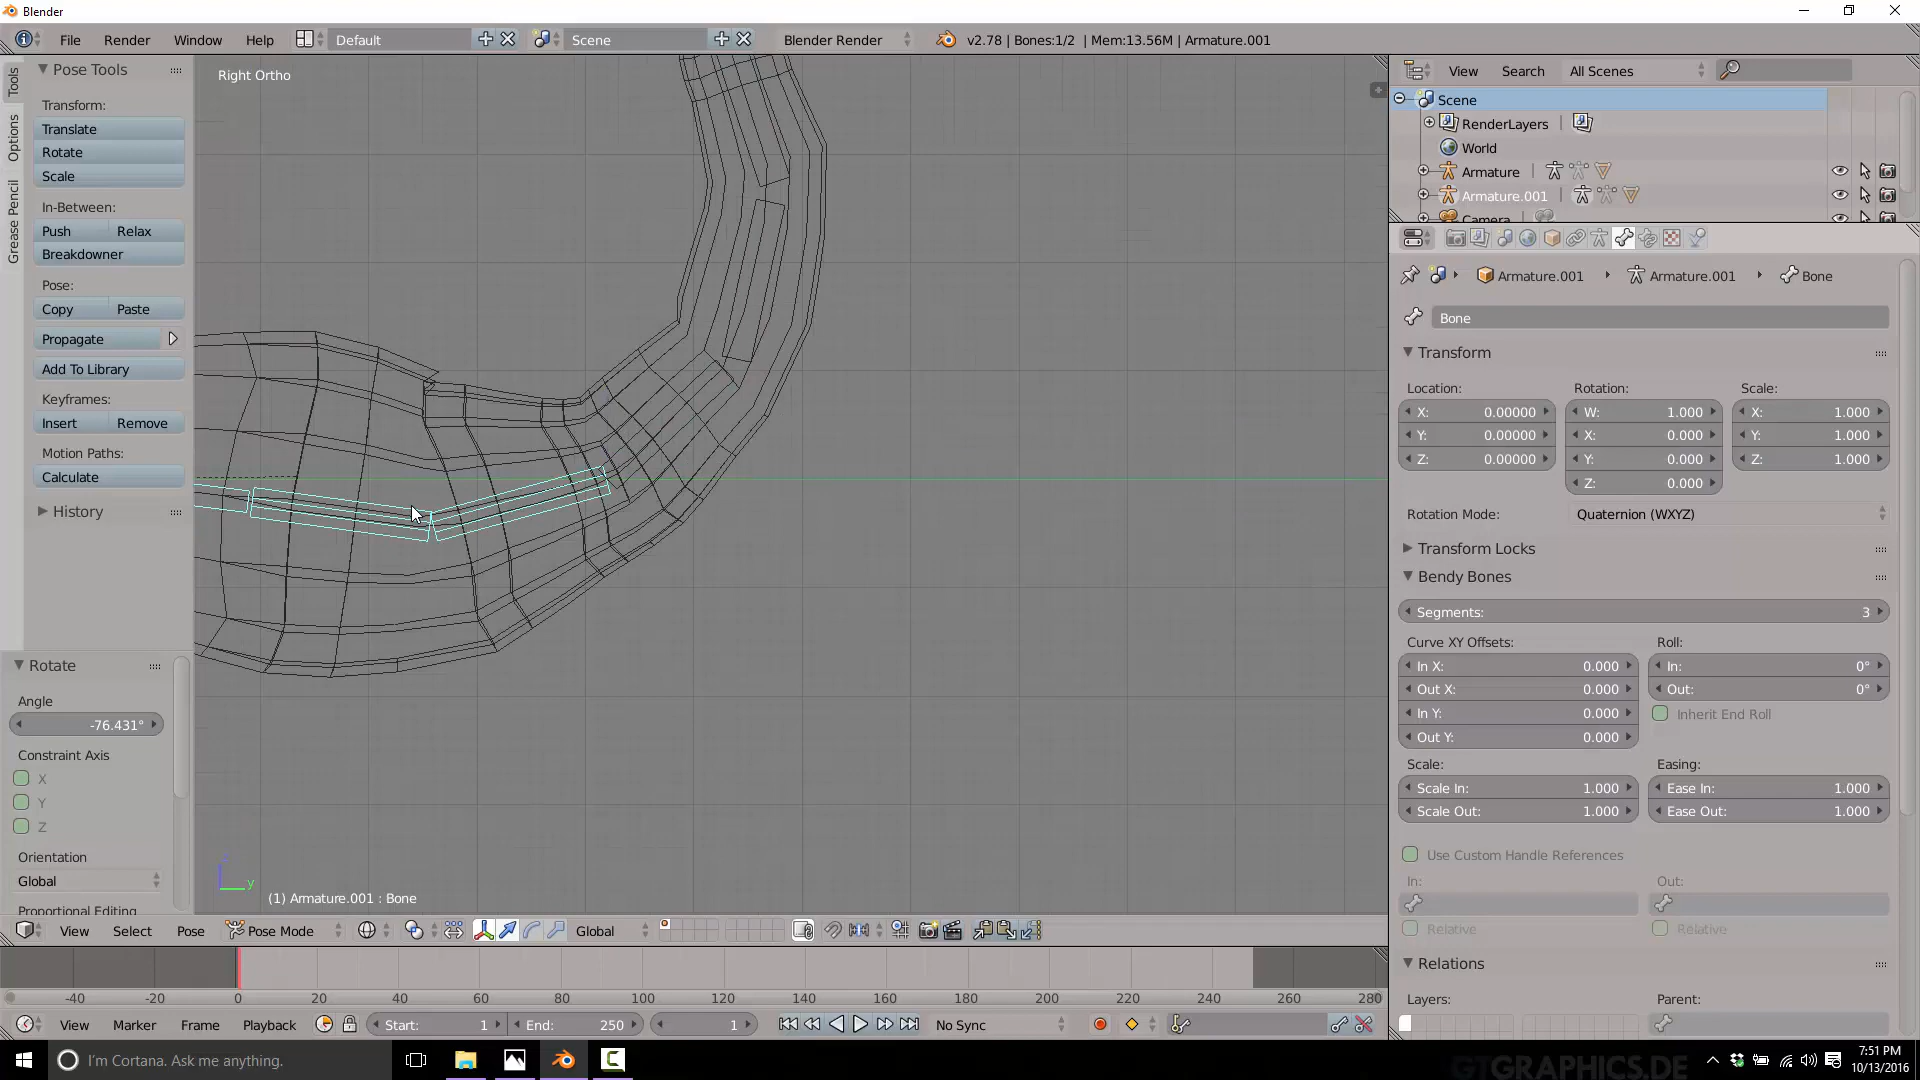 Blender
File Render Window Help Default Scene Blender Render v2.78 | Bones:1/2 | Mem:13.56M | Armature.001
Tools
Options
Grease Pencil
Pose Tools
Transform:
Translate
Rotate
Scale
In-Between:
Push Relax
Breakdowner
Pose:
Copy Paste
Propagate
Add To Library
Keyframes:
Insert Remove
Motion Paths:
Calculate
History
Rotate
Angle
-76.431°
Constraint Axis
X
Y
Z
Orientation
Global
Proportional Editing
Right Ortho
y
(1) Armature.001 : Bone
View Select Pose Pose Mode Global
-40 -20 0 20 40 60 80 100 120 140 160 180 200 220 240 260 280
View Marker Frame Playback Start: 1 End: 250 1 No Sync
View Search All Scenes
Scene
RenderLayers
World
Armature
Armature.001
Camera
Armature.001 Armature.001 Bone
Bone
Transform
Location: Rotation: Scale:
X: 0.00000 W: 1.000 X: 1.000
Y: 0.00000 X: 0.000 Y: 1.000
Z: 0.00000 Y: 0.000 Z: 1.000
Z: 0.000
Rotation Mode: Quaternion (WXYZ)
Transform Locks
Bendy Bones
Segments: 3
Curve XY Offsets: Roll:
In X: 0.000 In: 0°
Out X: 0.000 Out: 0°
In Y: 0.000 Inherit End Roll
Out Y: 0.000
Scale: Easing:
Scale In: 1.000 Ease In: 1.000
Scale Out: 1.000 Ease Out: 1.000
Use Custom Handle References
In: Out:
Relative Relative
Relations
Layers: Parent:
I'm Cortana. Ask me anything.
GTGRAPHICS.DE
7:51 PM
10/13/2016